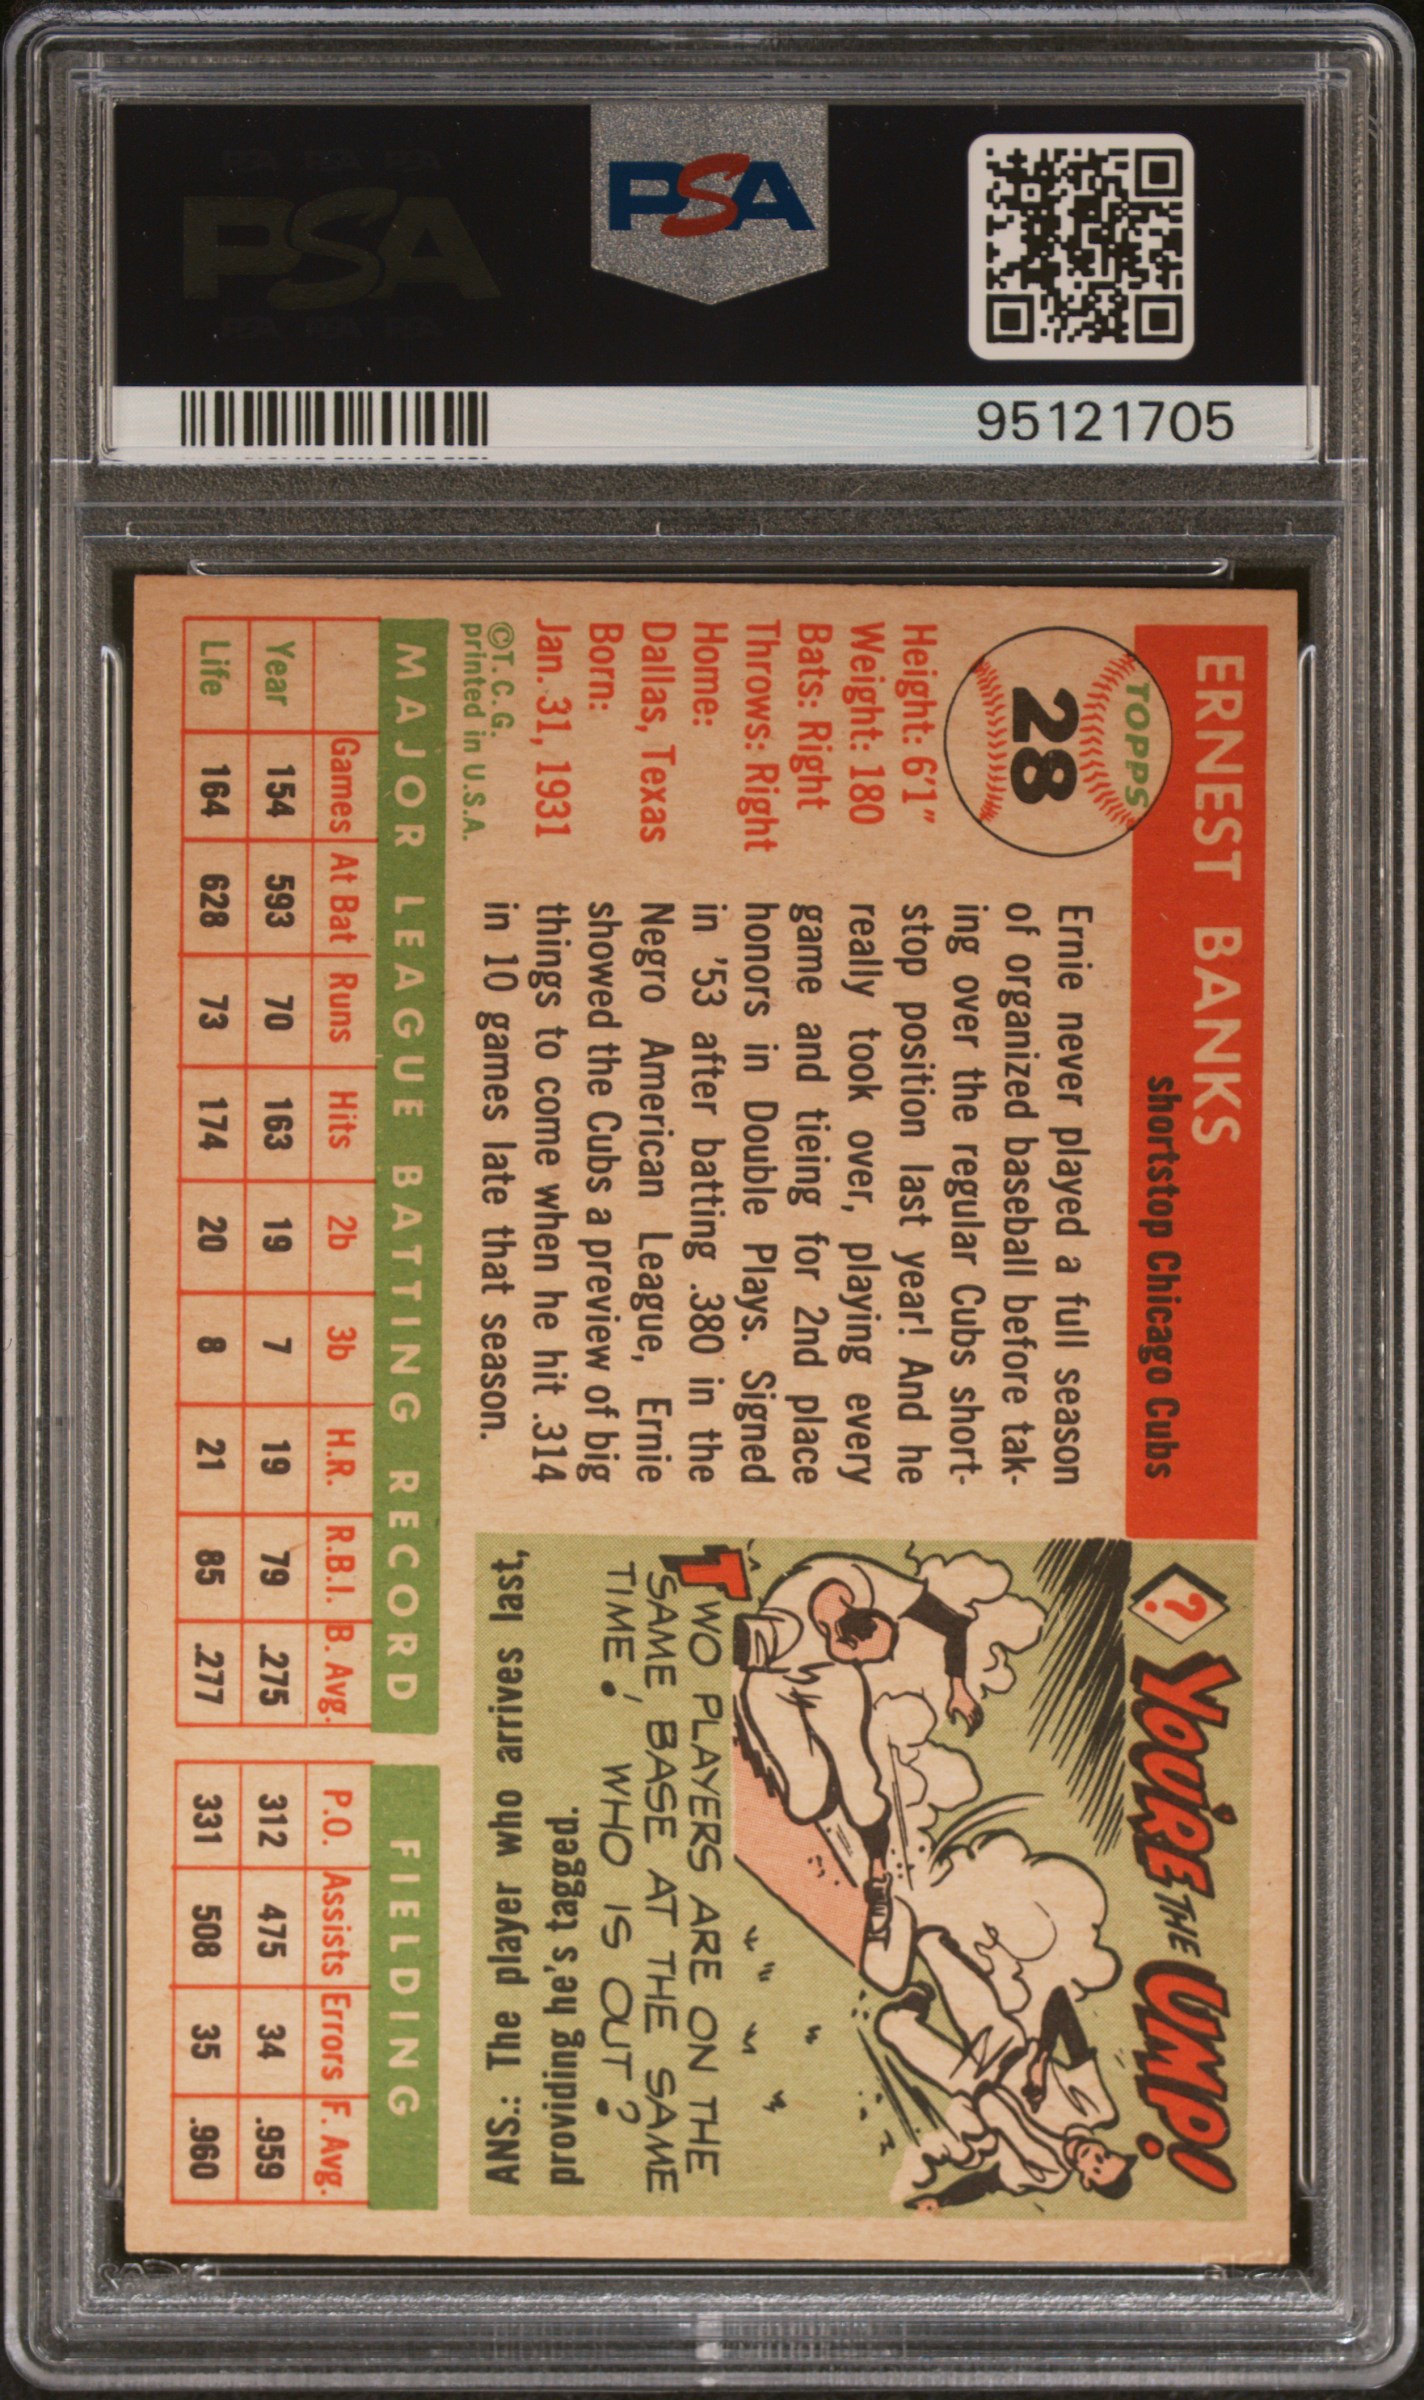 PSA
PSA
95121705
ERNEST BANKS
shortstop Chicago Cubs
TOPPS
28
Height: 6'1"
Weight: 180
Bats: Right
Throws: Right
Home:
Dallas, Texas
Born:
Jan. 31, 1931
©T. C. G.
printed in U.S.A.
Ernie never played a full season
of organized baseball before tak-
ing over the regular Cubs short-
stop position last year! And he
really took over, playing every
game and tieing for 2nd place
honors in Double Plays. Signed
in '53 after batting .380 in the
Negro American League, Ernie
showed the Cubs a preview of big
things to come when he hit .314
in 10 games late that season.
? YOU'RE THE UMP!
TWO PLAYERS ARE ON THE
SAME BASE AT THE SAME
TIME! WHO IS OUT?
ANS.: The player who arrives last,
providing he's tagged.
MAJOR LEAGUE BATTING RECORD
Games At Bat Runs Hits 2b 3b H.R. R.B.I. B. Avg.
Year 154 593 70 163 19 7 19 79 .275
Life 164 628 73 174 20 8 21 85 .277
FIELDING
P.O. Assists Errors F. Avg.
312 475 34 .959
331 508 35 .960